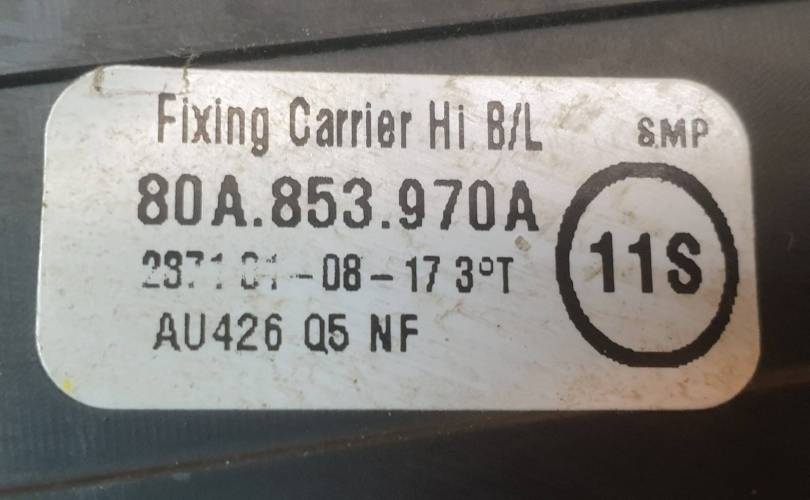 Fixing Carrier Hi B/L
SMP
80A.853.970A
11S
-08-17 3°T
AU426 Q5 NF